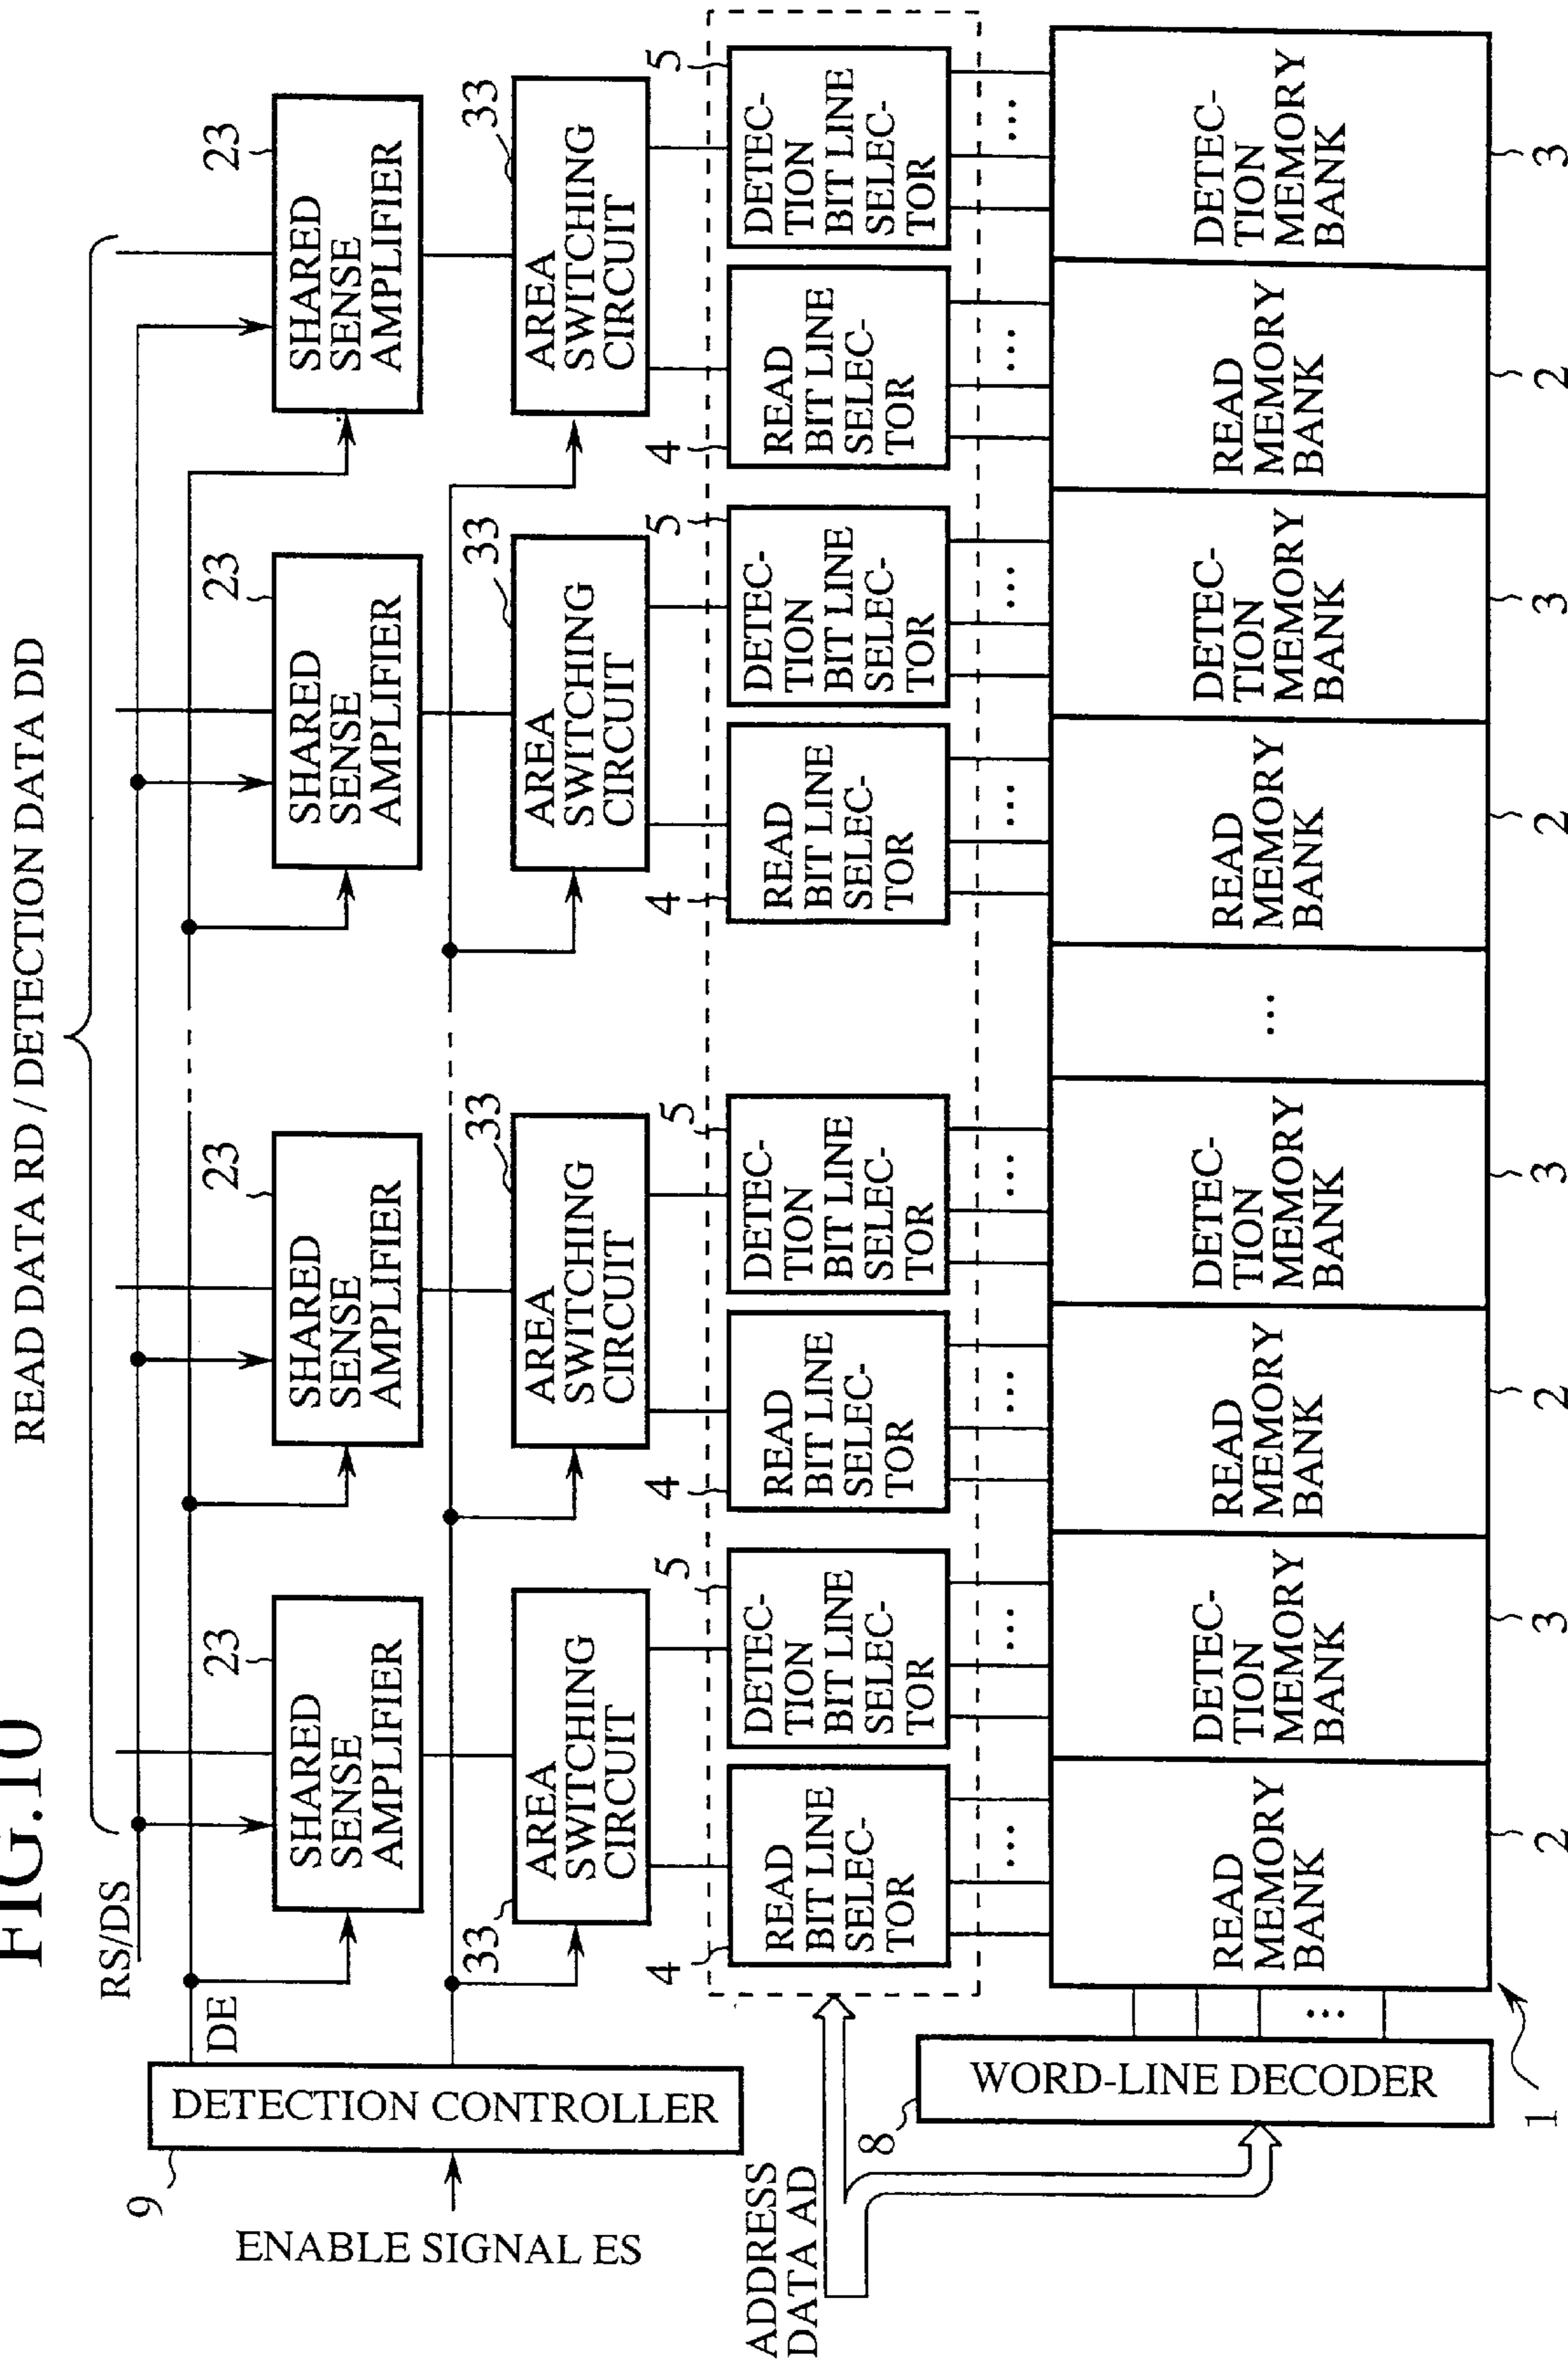 FIG.10
READ DATA RD / DETECTION DATA DD
RS/DS
DE
23
SHARED
SENSE
AMPLIFIER
23
SHARED
SENSE
AMPLIFIER
23
SHARED
SENSE
AMPLIFIER
23
SHARED
SENSE
AMPLIFIER
9
DETECTION CONTROLLER
ENABLE SIGNAL ES
33
AREA
SWITCHING
CIRCUIT
33
AREA
SWITCHING
CIRCUIT
33
AREA
SWITCHING
CIRCUIT
33
AREA
SWITCHING
CIRCUIT
4
READ
BIT LINE
SELEC-
TOR
5
DETEC-
TION
BIT LINE
SELEC-
TOR
4
READ
BIT LINE
SELEC-
TOR
5
DETEC-
TION
BIT LINE
SELEC-
TOR
...
4
READ
BIT LINE
SELEC-
TOR
5
DETEC-
TION
BIT LINE
SELEC-
TOR
4
READ
BIT LINE
SELEC-
TOR
5
DETEC-
TION
BIT LINE
SELEC-
TOR
ADDRESS
DATA AD
8
WORD-LINE DECODER
1
READ
MEMORY
BANK
2
DETEC-
TION
MEMORY
BANK
3
READ
MEMORY
BANK
2
DETEC-
TION
MEMORY
BANK
3
...
READ
MEMORY
BANK
2
DETEC-
TION
MEMORY
BANK
3
READ
MEMORY
BANK
2
DETEC-
TION
MEMORY
BANK
3